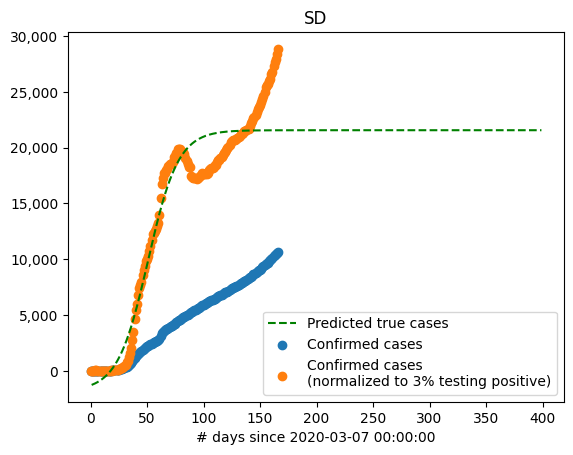 SD
30,000
25,000
20,000
15,000
10,000
5,000
0
Predicted true cases
Confirmed cases
Confirmed cases
(normalized to 3% testing positive)
0 50 100 150 200 250 300 350 400
# days since 2020-03-07 00:00:00